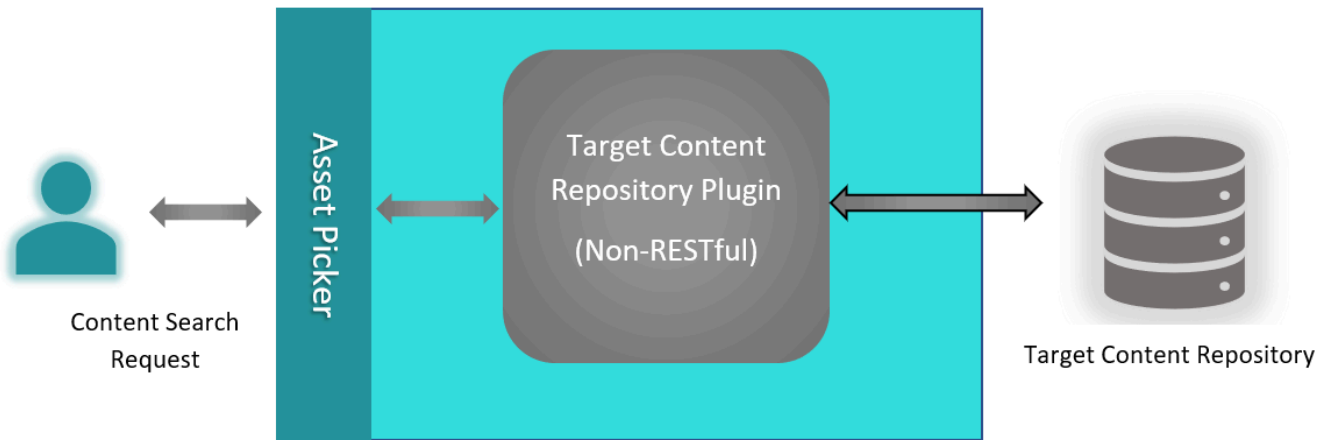 Content Search
Request
Asset Picker
Target Content
Repository Plugin
(Non-RESTful)
Target Content Repository